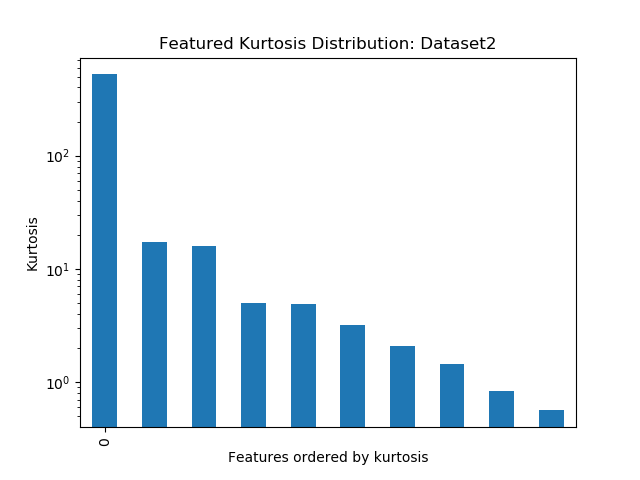 Featured Kurtosis Distribution: Dataset2
Kurtosis
10²
10¹
10⁰
0
Features ordered by kurtosis